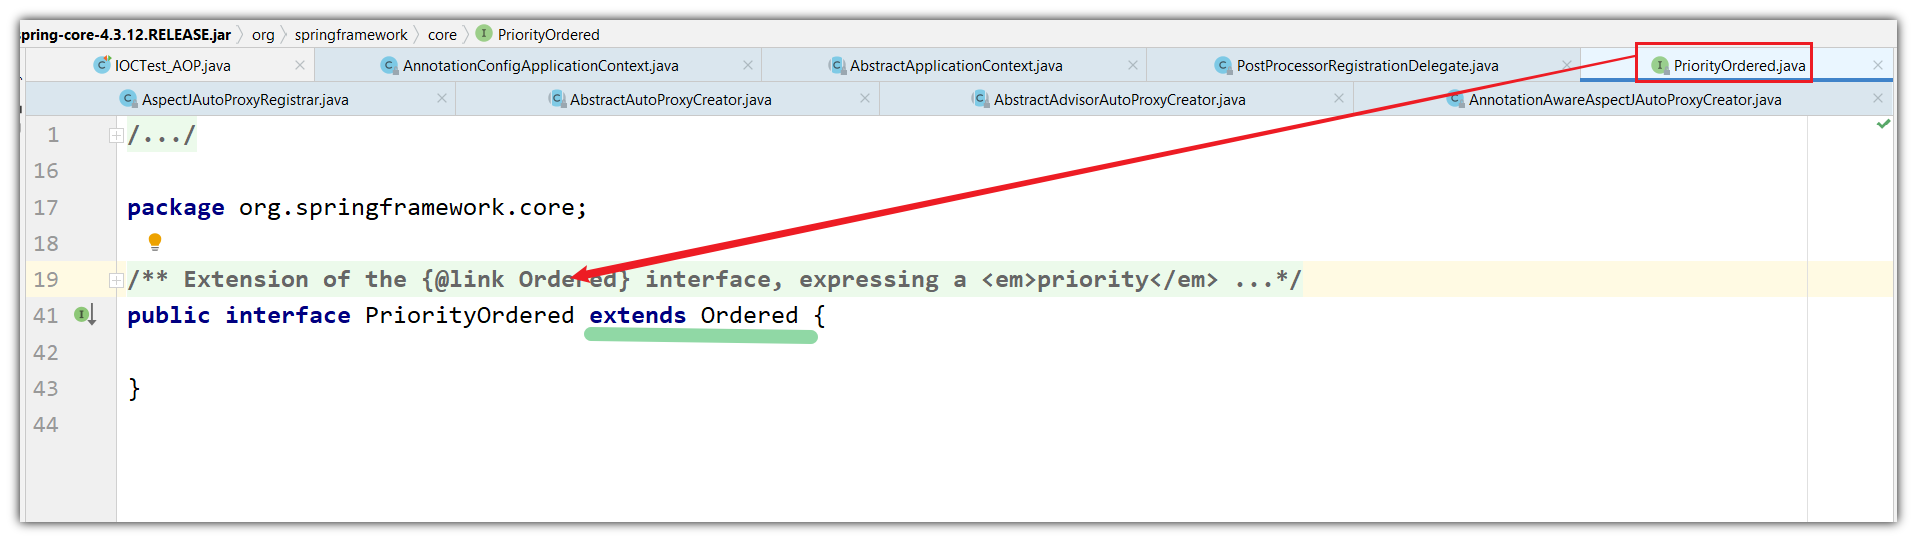 pring-core-4.3.12.RELEASE.jar org springframework core PriorityOrdered
IOCTest_AOP.java AnnotationConfigApplicationContext.java AbstractApplicationContext.java PostProcessorRegistrationDelegate.java PriorityOrdered.java
AspectJAutoProxyRegistrar.java AbstractAutoProxyCreator.java AbstractAdvisorAutoProxyCreator.java AnnotationAwareAspectJAutoProxyCreator.java
1 /.../
16
17 package org.springframework.core;
18
19 /** Extension of the {@link Ordered} interface, expressing a <em>priority</em> ...*/
41 public interface PriorityOrdered extends Ordered {
42
43 }
44